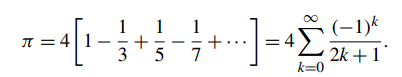 π = 4 [ 1 − 1/3 + 1/5 − 1/7 + ⋯ ] = 4 ∑_{k=0}^{∞} (−1)^k / (2k + 1).